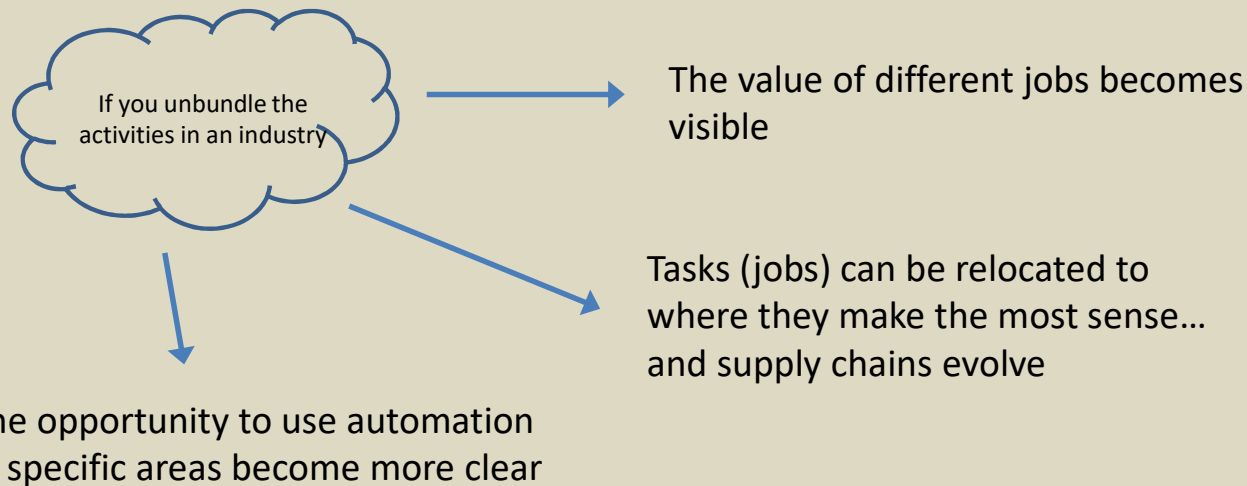 If you unbundle the
activities in an industry
The value of different jobs becomes
visible
Tasks (jobs) can be relocated to
where they make the most sense…
and supply chains evolve
opportunity to use automation
specific areas become more clear